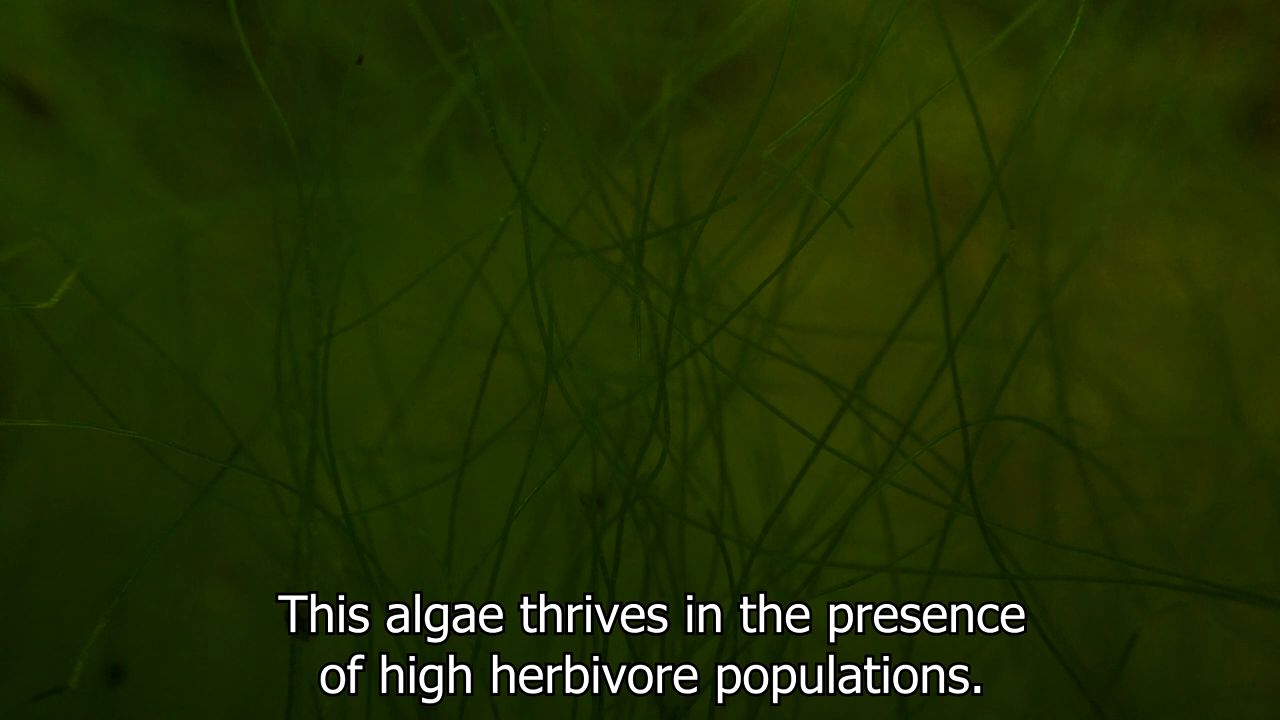 This algae thrives in the presence
of high herbivore populations.